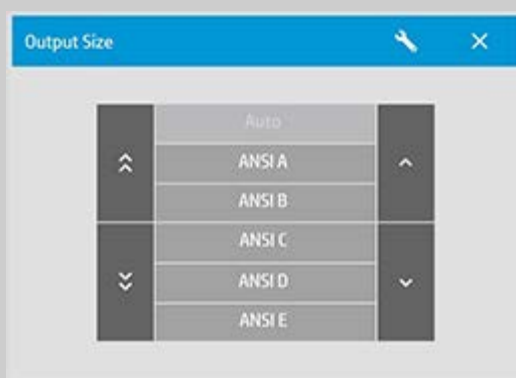 Output Size
Auto
ANSI A
ANSI B
ANSI C
ANSI D
ANSI E